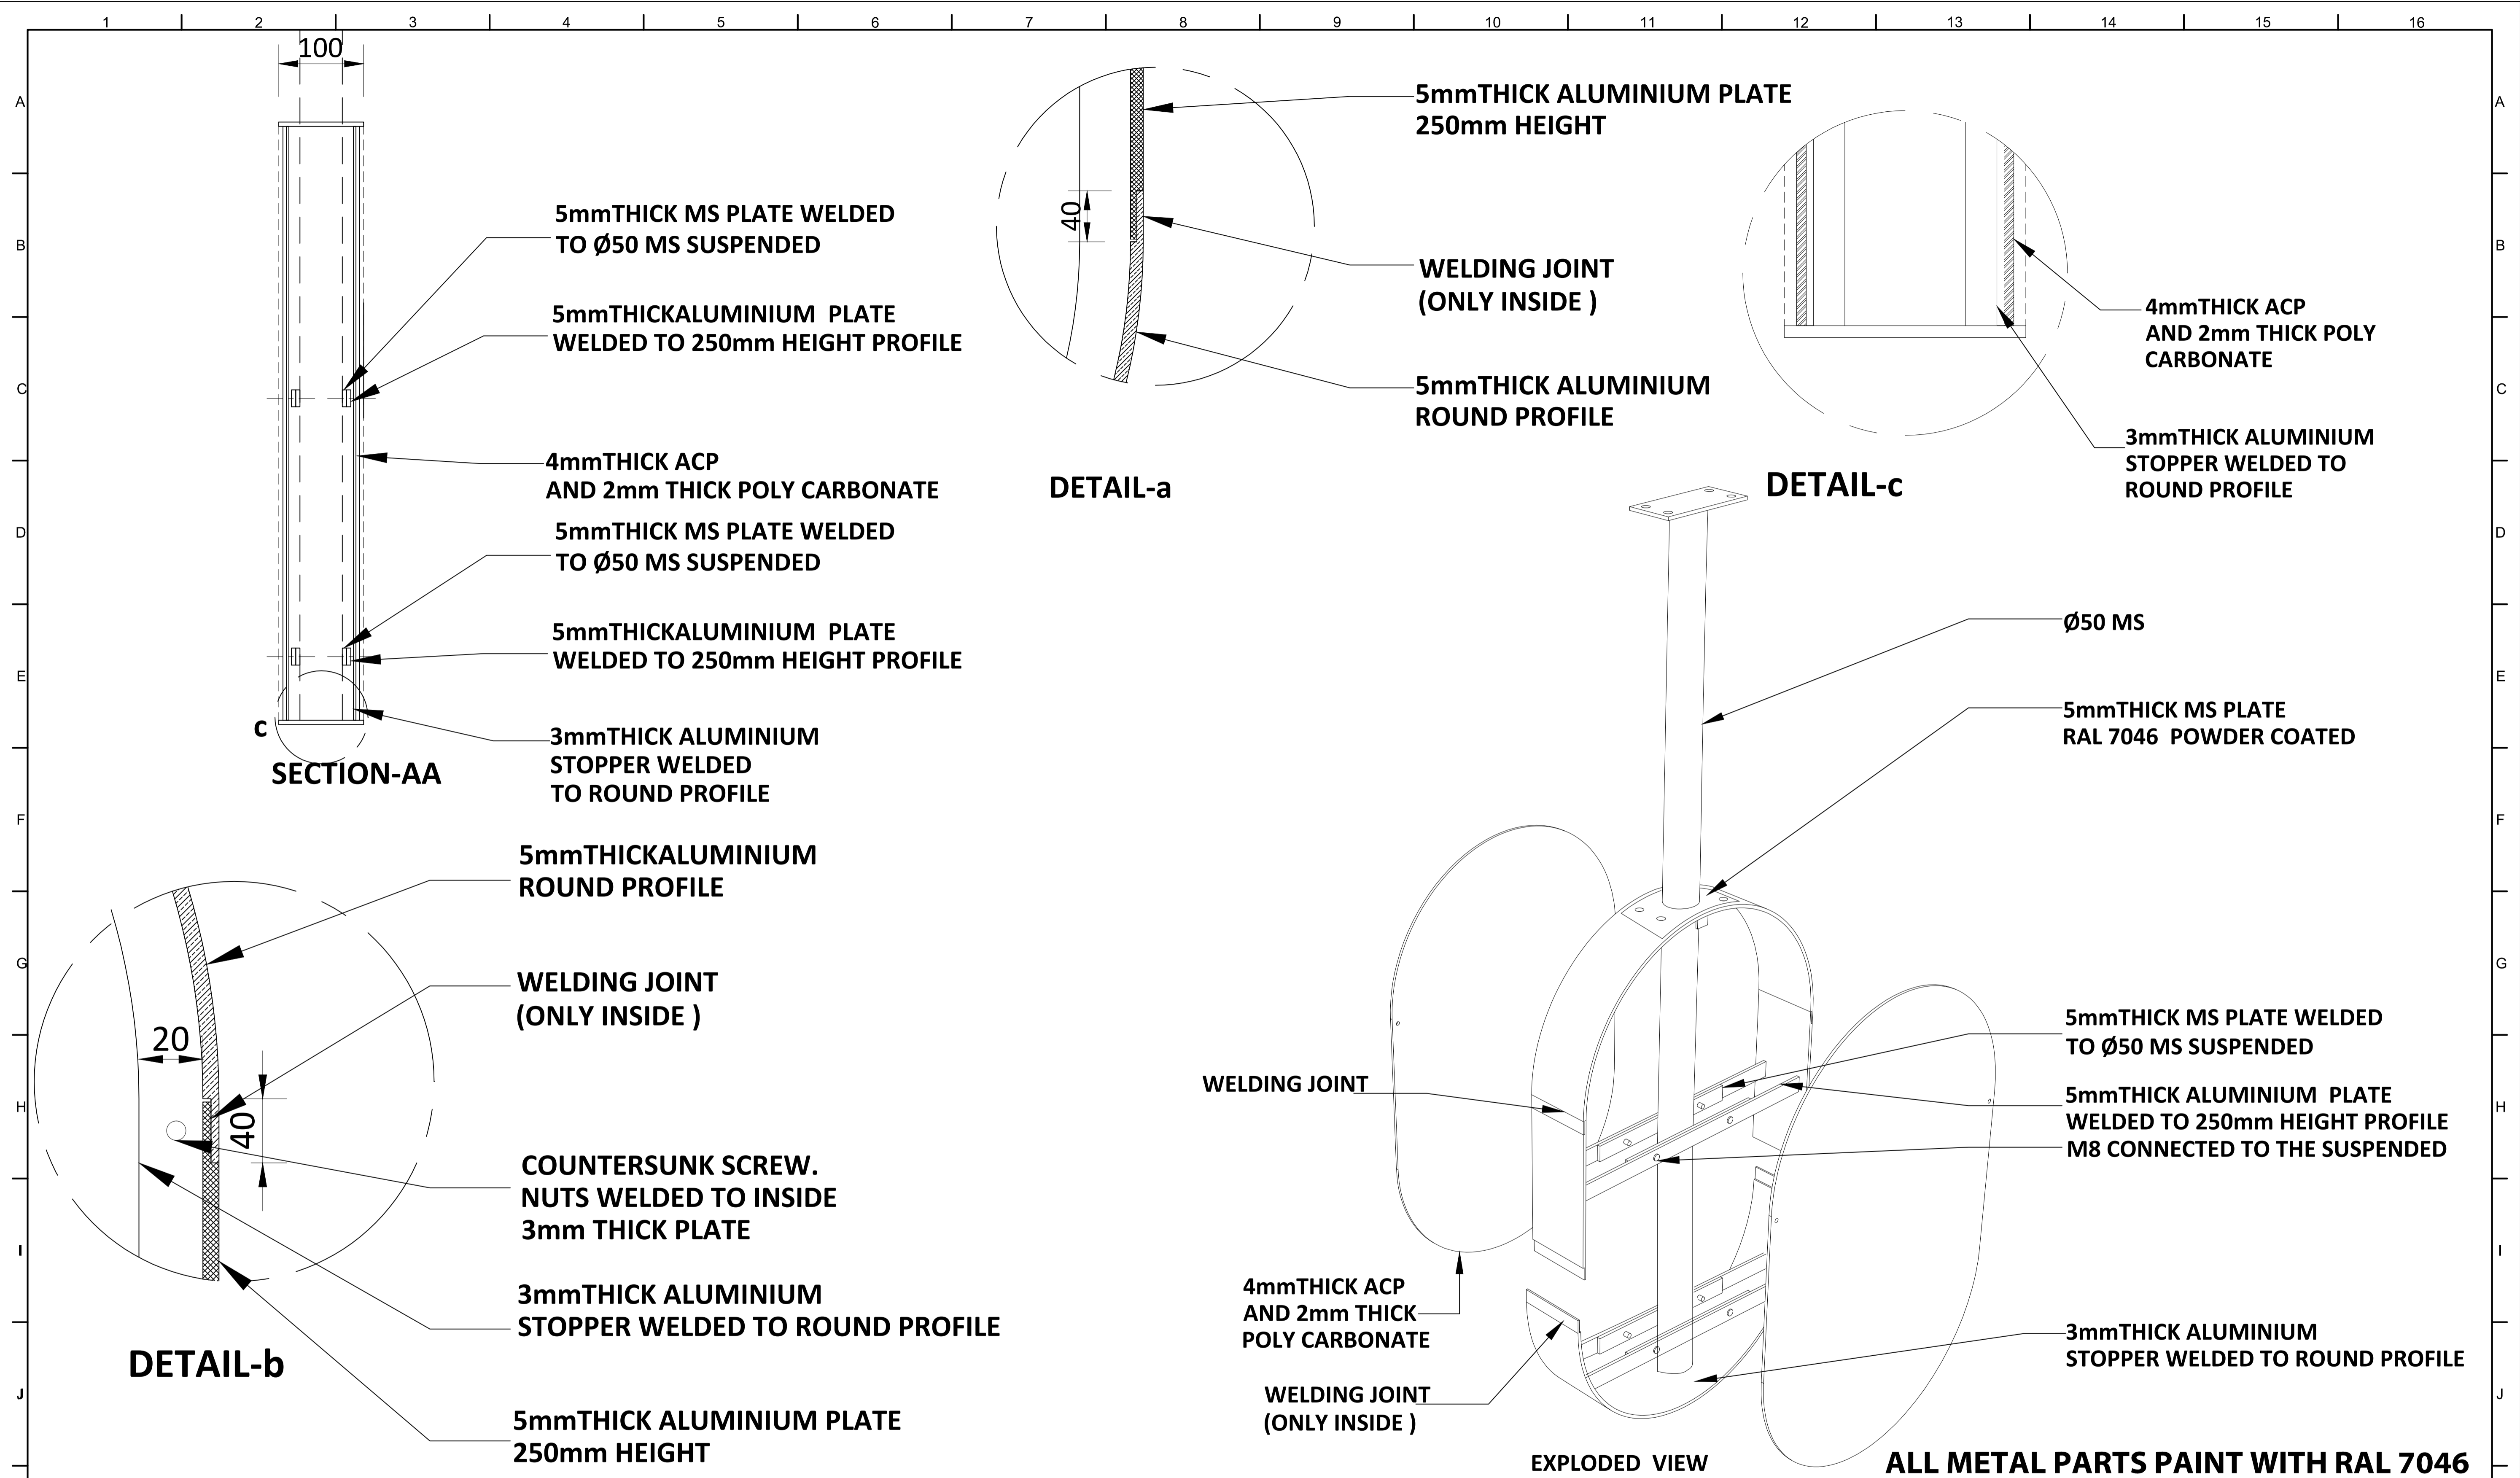 1 2 3 4 5 6 7 8 9 10 11 12 13 14 15 16
A
B
C
D
E
F
G
H
I
J
A
B
C
D
E
F
G
H
I
J
100
5mmTHICK MS PLATE WELDED
TO Ø50 MS SUSPENDED
5mmTHICKALUMINIUM PLATE
WELDED TO 250mm HEIGHT PROFILE
4mmTHICK ACP
AND 2mm THICK POLY CARBONATE
5mmTHICK MS PLATE WELDED
TO Ø50 MS SUSPENDED
5mmTHICKALUMINIUM PLATE
WELDED TO 250mm HEIGHT PROFILE
c
3mmTHICK ALUMINIUM
STOPPER WELDED
TO ROUND PROFILE
SECTION-AA
5mmTHICK ALUMINIUM PLATE
250mm HEIGHT
40
WELDING JOINT
(ONLY INSIDE )
5mmTHICK ALUMINIUM
ROUND PROFILE
DETAIL-a
4mmTHICK ACP
AND 2mm THICK POLY
CARBONATE
3mmTHICK ALUMINIUM
STOPPER WELDED TO
ROUND PROFILE
DETAIL-c
5mmTHICKALUMINIUM
ROUND PROFILE
WELDING JOINT
(ONLY INSIDE )
20
40
COUNTERSUNK SCREW.
NUTS WELDED TO INSIDE
3mm THICK PLATE
3mmTHICK ALUMINIUM
STOPPER WELDED TO ROUND PROFILE
DETAIL-b
5mmTHICK ALUMINIUM PLATE
250mm HEIGHT
Ø50 MS
5mmTHICK MS PLATE
RAL 7046 POWDER COATED
5mmTHICK MS PLATE WELDED
TO Ø50 MS SUSPENDED
WELDING JOINT
5mmTHICK ALUMINIUM PLATE
WELDED TO 250mm HEIGHT PROFILE
M8 CONNECTED TO THE SUSPENDED
4mmTHICK ACP
AND 2mm THICK
POLY CARBONATE
3mmTHICK ALUMINIUM
STOPPER WELDED TO ROUND PROFILE
WELDING JOINT
(ONLY INSIDE )
EXPLODED VIEW
ALL METAL PARTS PAINT WITH RAL 7046